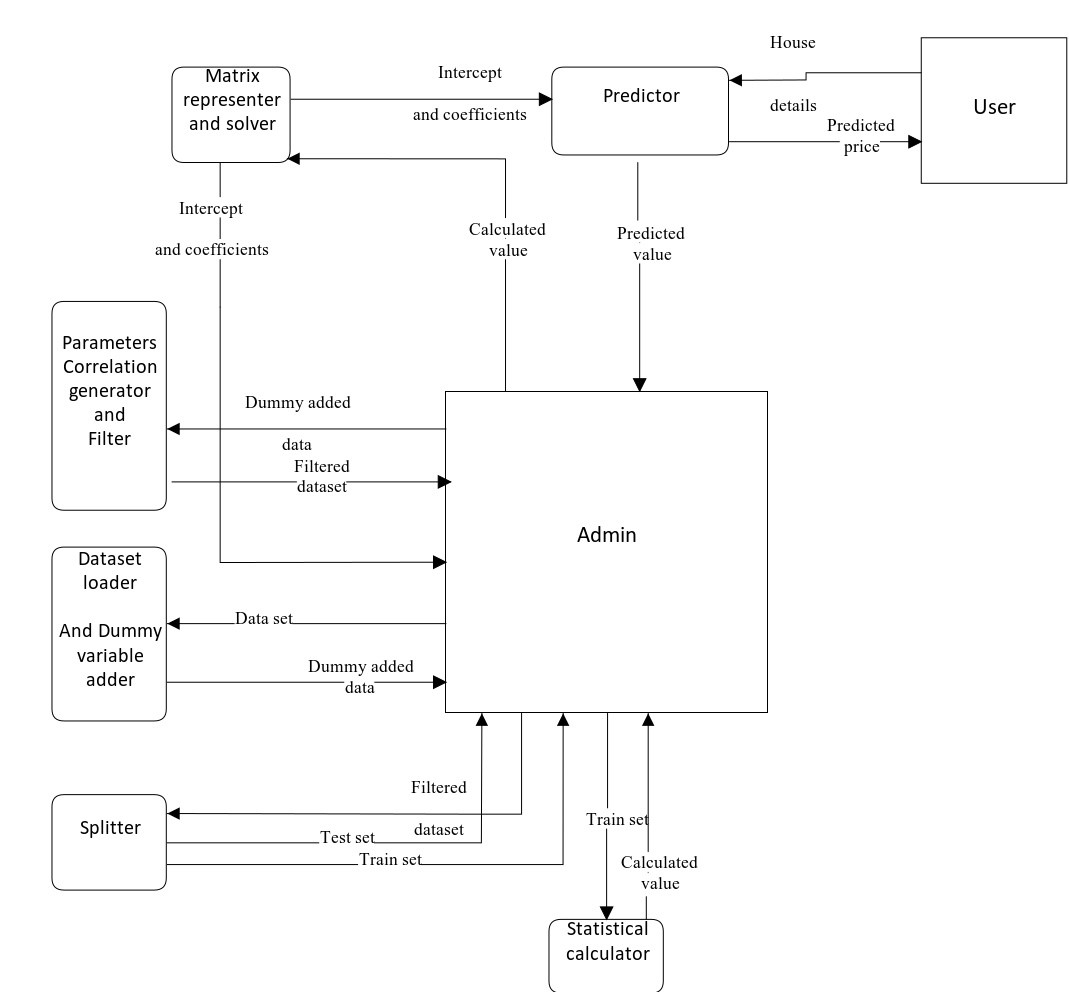 House
Matrix
representer
and solver
Intercept
and coefficients
Predictor
User
details
Predicted
price
Intercept
and coefficients
Calculated
value
Predicted
value
Parameters
Correlation
generator
and
Filter
Dummy added
data
Filtered
dataset
Admin
Dataset
loader
And Dummy
variable
adder
Data set
Dummy added
data
Filtered
dataset
Splitter
Test set
Train set
Train set
Calculated
value
Statistical
calculator